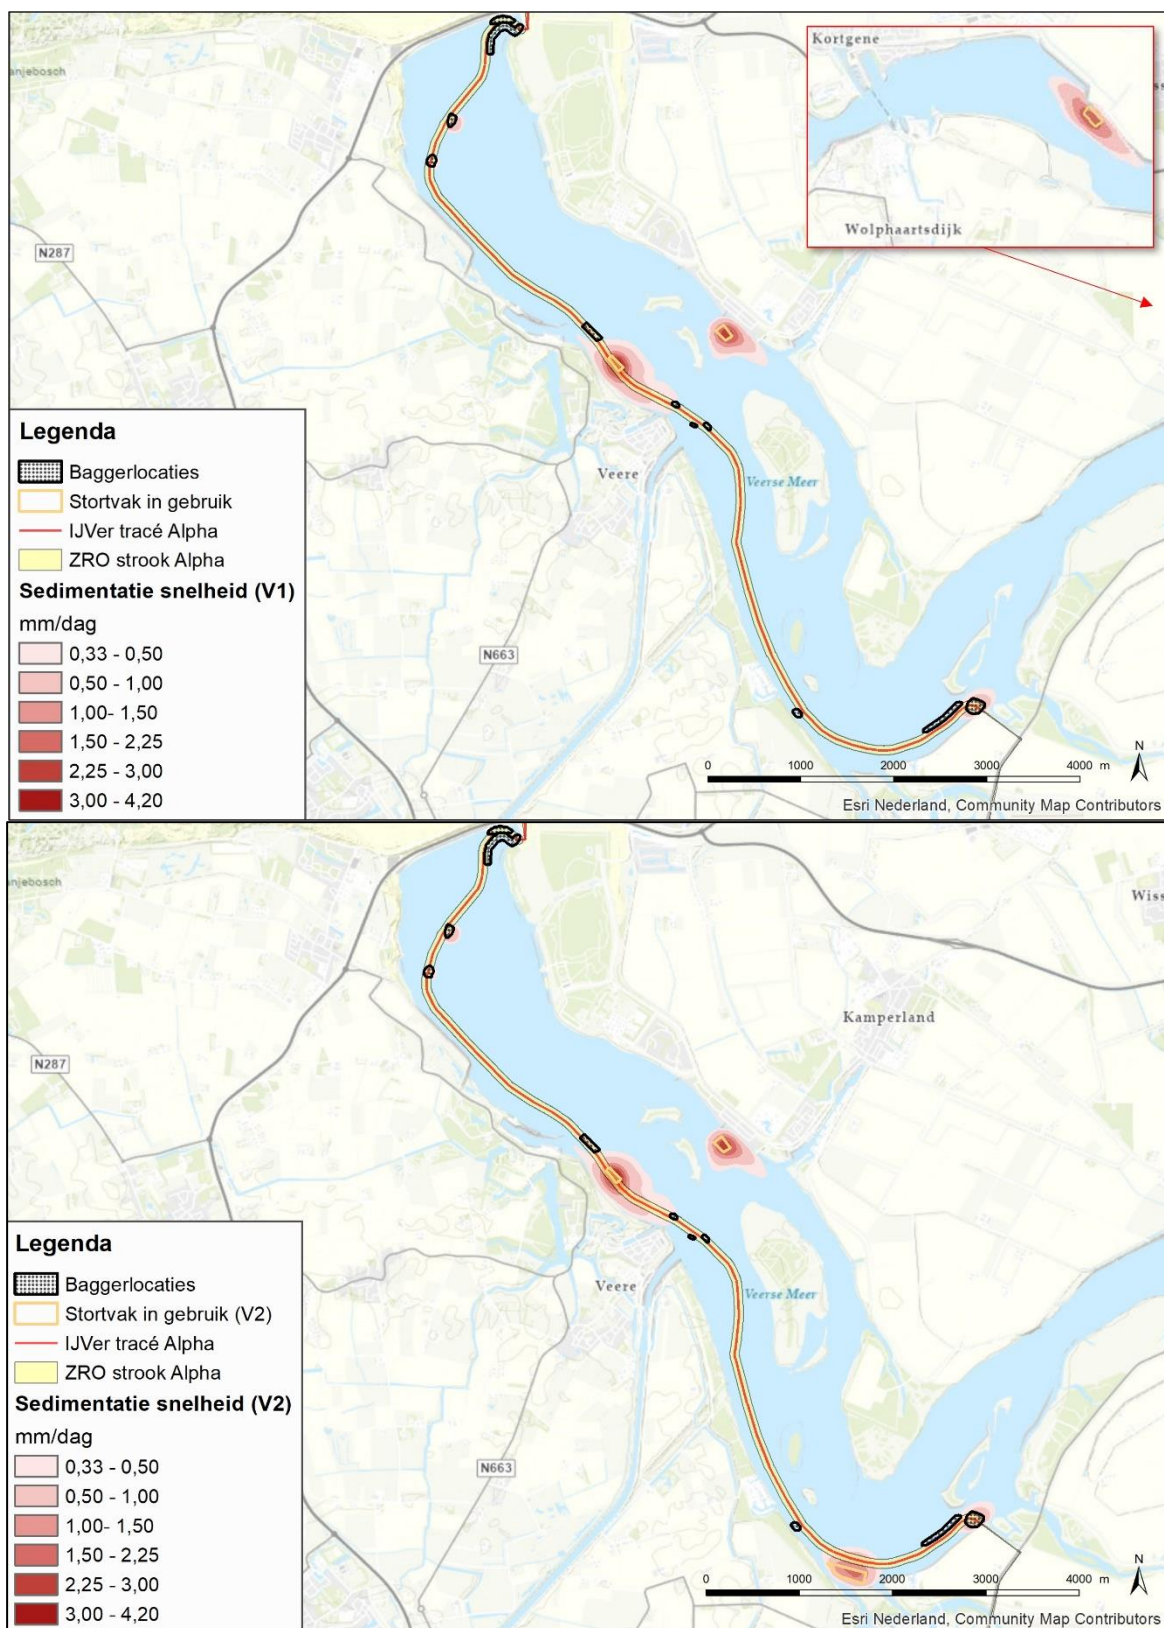 anjebosch
Kortgene
Wolphaartsdijk
N287
Veere
Veerse Meer
N663
Legenda
Baggerlocaties
Stortvak in gebruik
IJVer tracé Alpha
ZRO strook Alpha
Sedimentatie snelheid (V1)
mm/dag
0,33 - 0,50
0,50 - 1,00
1,00- 1,50
1,50 - 2,25
2,25 - 3,00
3,00 - 4,20
0 1000 2000 3000 4000 m
N
Esri Nederland, Community Map Contributors
anjebosch
Wiss
Kamperland
N287
Veere
Veerse Meer
N663
Legenda
Baggerlocaties
Stortvak in gebruik (V2)
IJVer tracé Alpha
ZRO strook Alpha
Sedimentatie snelheid (V2)
mm/dag
0,33 - 0,50
0,50 - 1,00
1,00- 1,50
1,50 - 2,25
2,25 - 3,00
3,00 - 4,20
0 1000 2000 3000 4000 m
N
Esri Nederland, Community Map Contributors